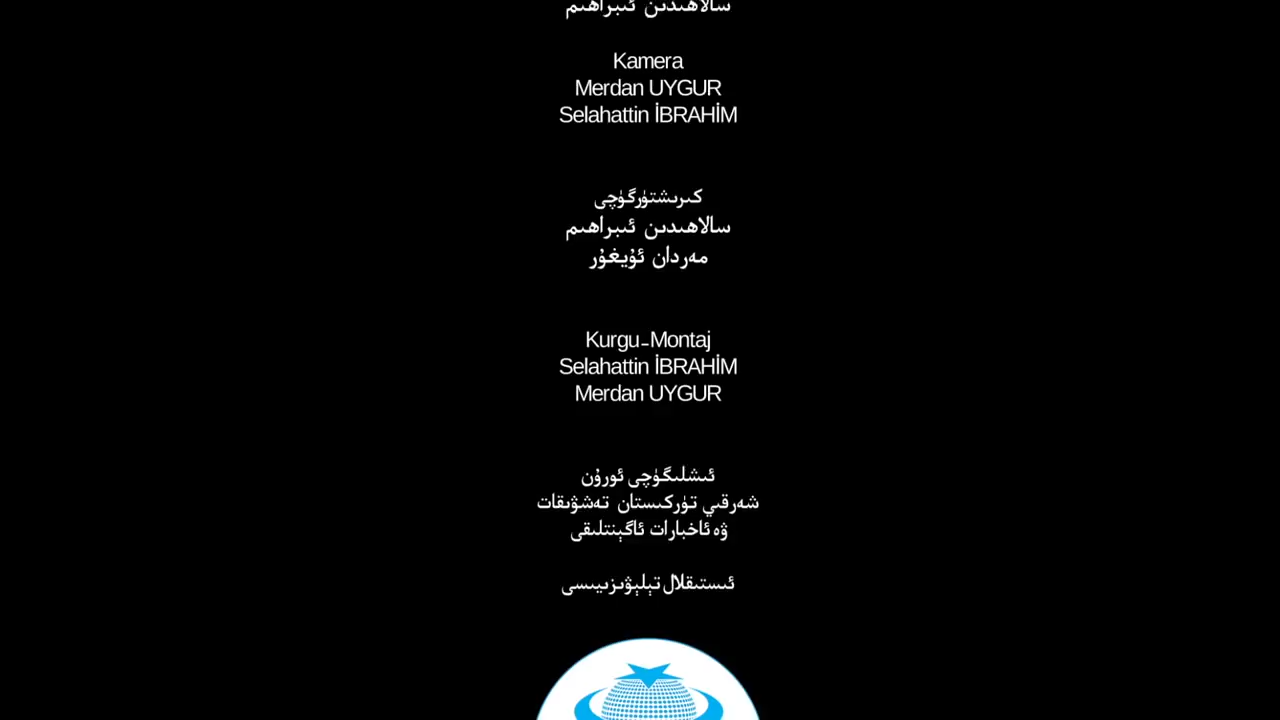 سالاھىدىن ئىبراھىم
Kamera
Merdan UYGUR
Selahattin İBRAHİM
كىرىشتۈرگۈچى
سالاھىدىن ئىبراھىم
مەردان ئۇيغۇر
Kurgu-Montaj
Selahattin İBRAHİM
Merdan UYGUR
ئىشلىگۈچى ئورۇن
شەرقىي تۈركىستان تەشۋىقات
ۋە ئاخبارات ئاگېنتلىقى
ئىستىقلال تېلېۋىزىيىسى